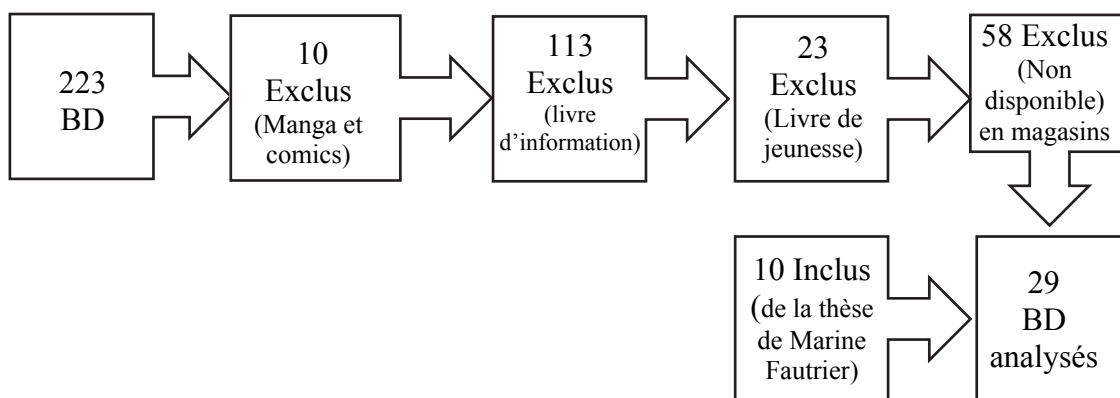 223
BD
10
Exclus
(Manga et
comics)
113
Exclus
(livre
d’information)
23
Exclus
(Livre de
jeunesse)
58 Exclus
(Non
disponible)
en magasins
10 Inclus
(de la thèse
de Marine
Fautrier)
29
BD
analysés